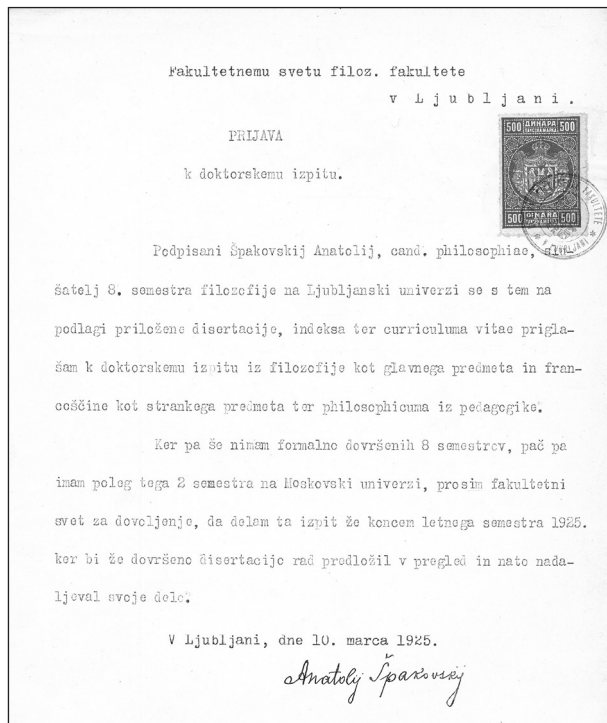 Fakultetnemu svetu filoz. fakultete
v Ljubljani.
PRIJAVA
k doktorskemu izpitu.
500 ДИНАРА 500
500 DINARA 500
FAKULTETE
V LJUBLJANI
Podpisani Špakovskij Anatolij, cand. philosophiae, slu-
šatelj 8. semestra filozofije na Ljubljanski univerzi se s tem na
podlagi priložene disertacije, indeksa ter curriculuma vitae prigla-
šam k doktorskemu izpitu iz filozofije kot glavnega predmeta in fran-
coščine kot strankega predmeta ter philosophicuma iz pedagogike.
Ker pa še nimam formalno dovršenih 8 semestrov, pač pa
imam poleg tega 2 semestra na Moskovski univerzi, prosim fakultetni
svet za dovoljenje, da delam ta izpit že koncem letnega semestra 1925.
ker bi že dovršeno disertacijo rad predložil v pregled in nato nada-
ljeval svoje delo.
V Ljubljani, dne 10. marca 1925.
Anatolij Špakovskij